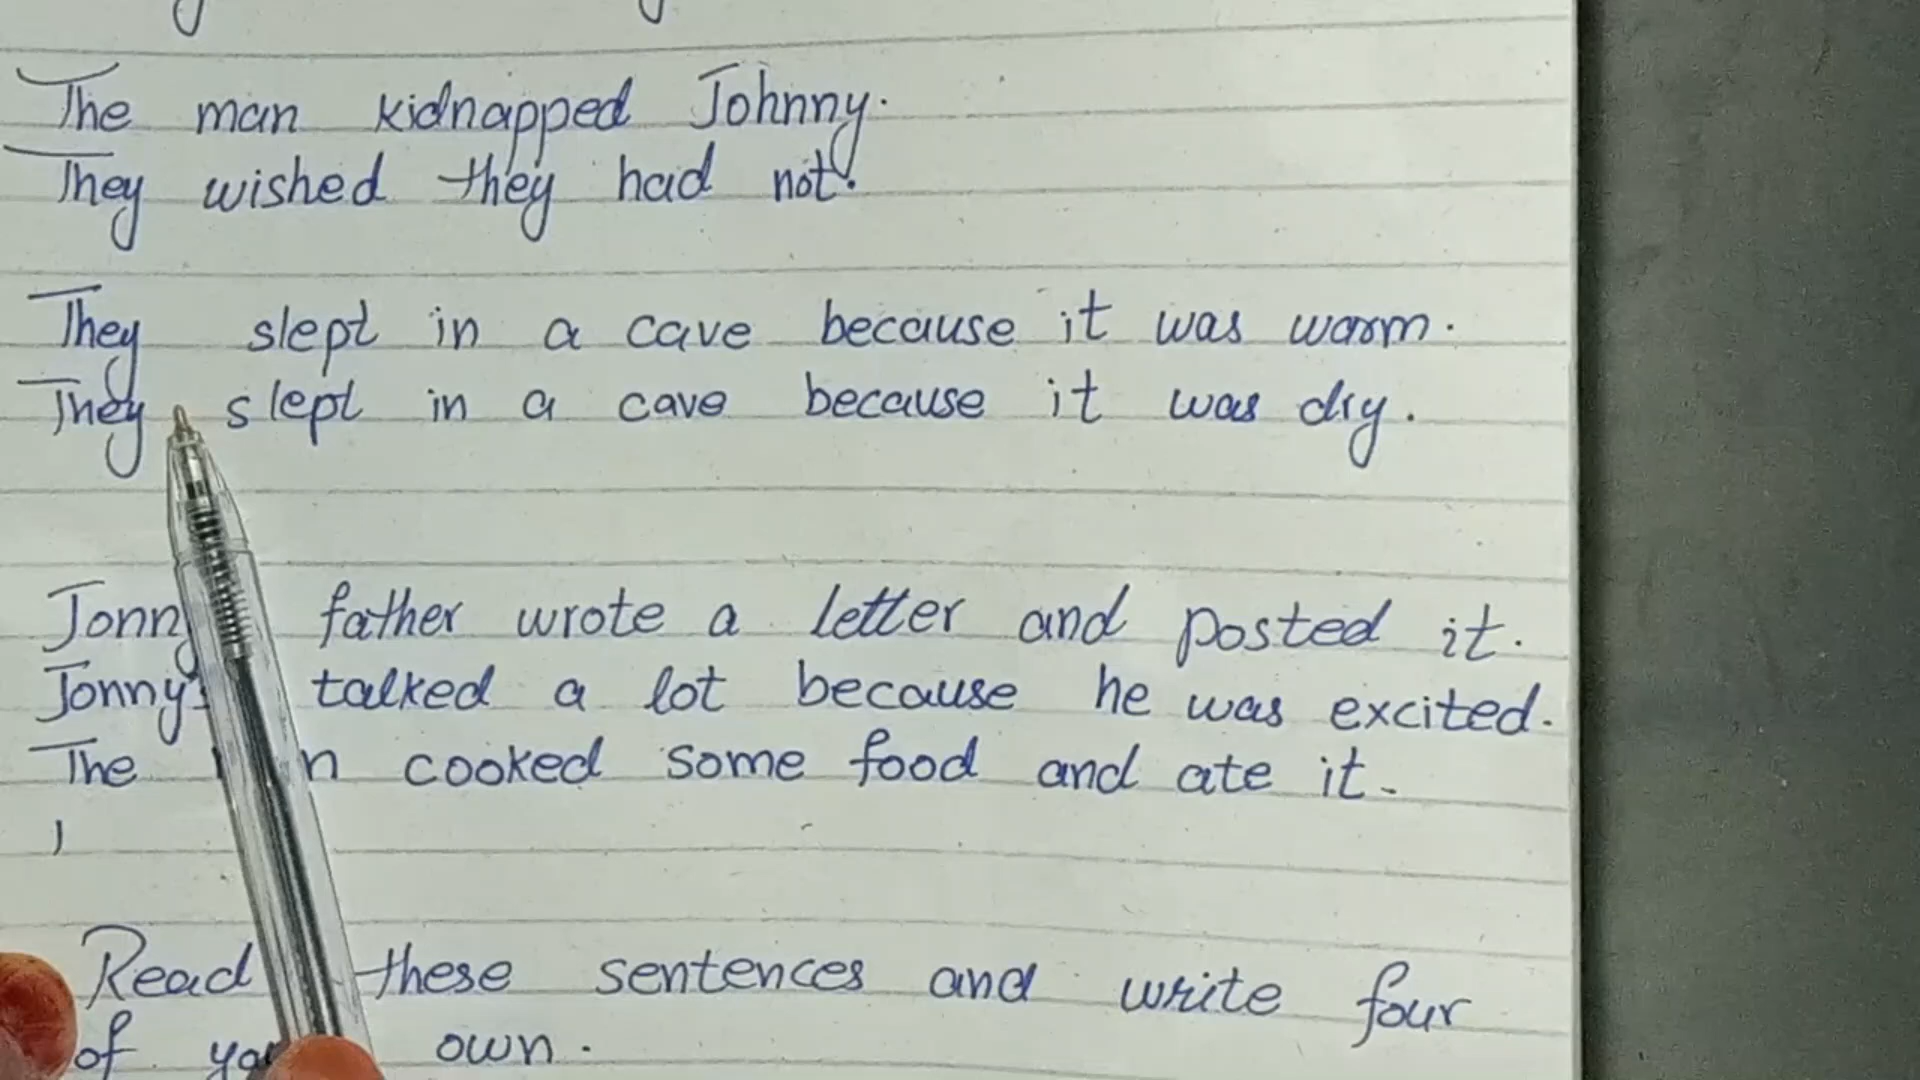 The man kidnapped Johnny.
They wished they had not.
They slept in a cave because it was warm.
They slept in a cave because it was dry.
father wrote a letter and posted it.
talked a lot because he was excited.
The cooked some food and ate it.
Read these sentences and write four
of own.